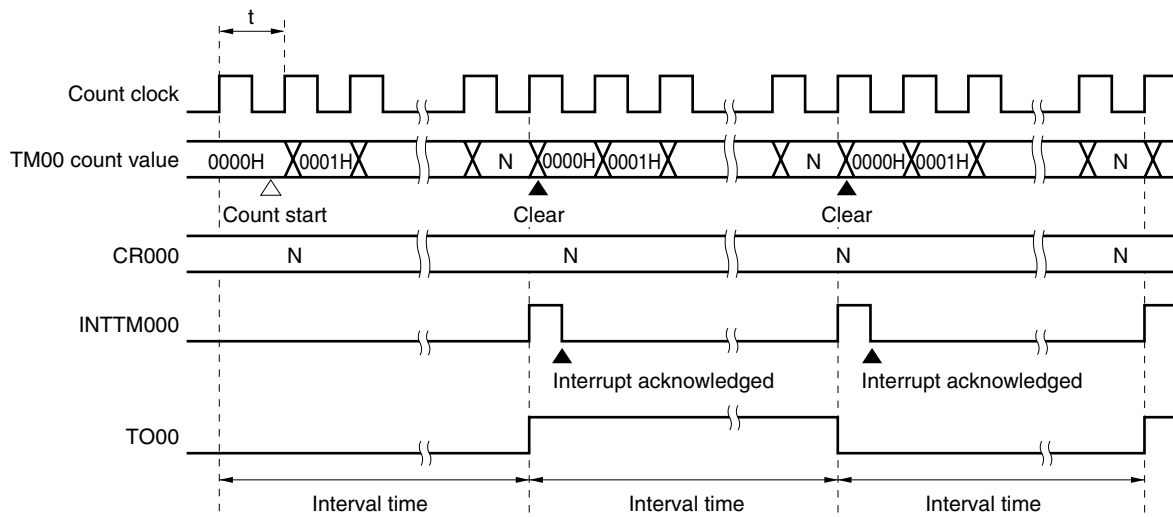 t
Count clock
TM00 count value 0000H 0001H N 0000H 0001H N 0000H 0001H N
Count start Clear Clear
CR000 N N N N
INTTM000
Interrupt acknowledged Interrupt acknowledged
TO00
Interval time Interval time Interval time